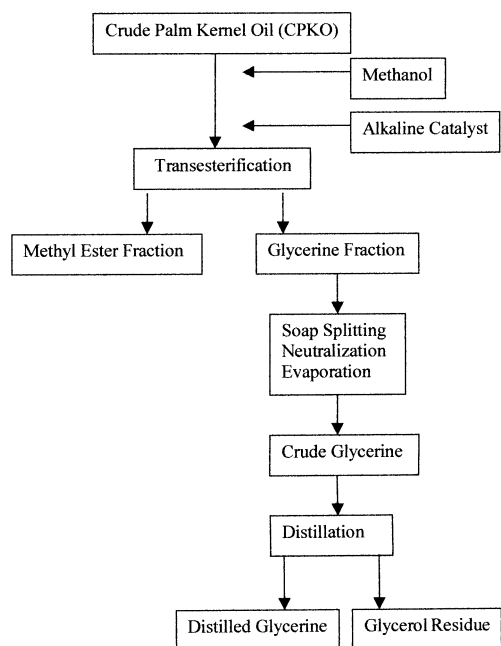 Crude Palm Kernel Oil (CPKO)
Methanol
Alkaline Catalyst
Transesterification
Methyl Ester Fraction
Glycerine Fraction
Soap Splitting
Neutralization
Evaporation
Crude Glycerine
Distillation
Distilled Glycerine
Glycerol Residue